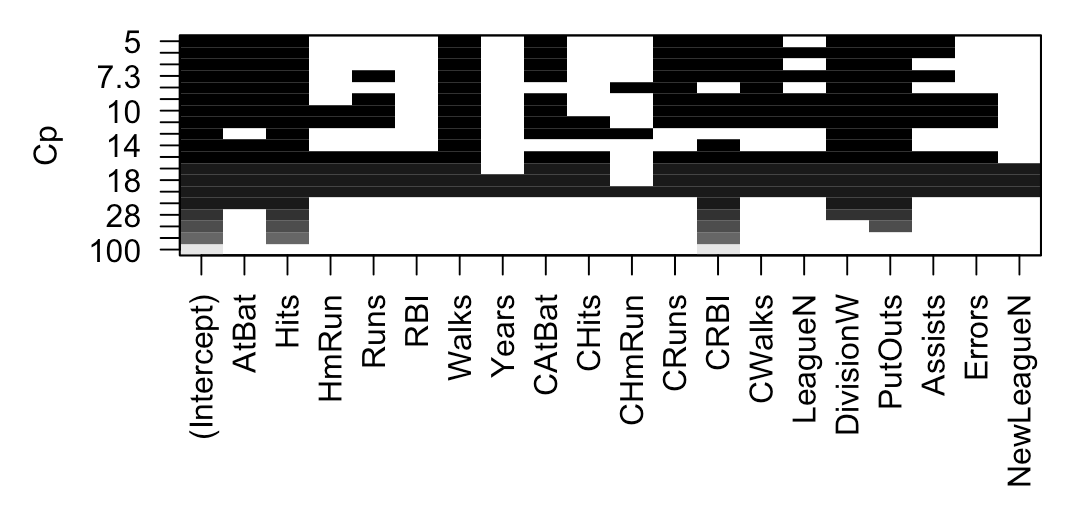 Cp
5
7.3
10
14
18
28
100
(Intercept)
AtBat
Hits
HmRun
Runs
RBI
Walks
Years
CAtBat
CHits
CHmRun
CRuns
CRBI
CWalks
LeagueN
DivisionW
PutOuts
Assists
Errors
NewLeagueN